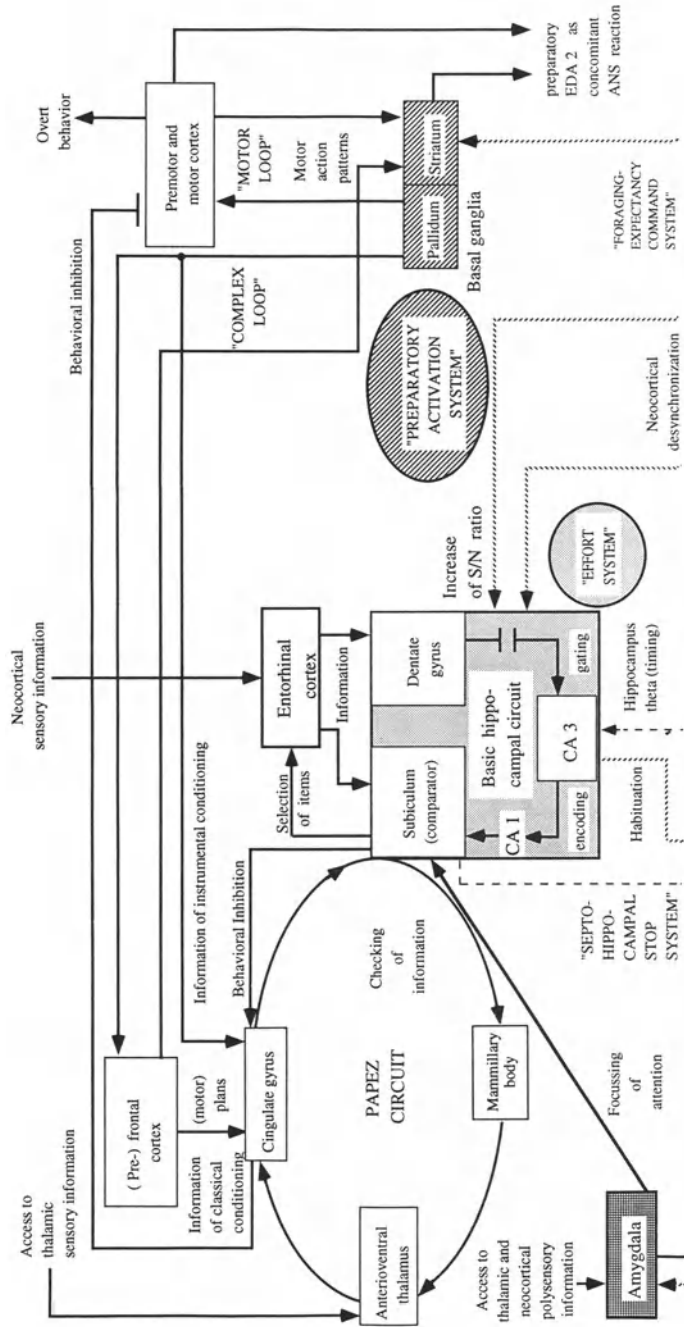 Access to
thalamic
sensory information
Neocortical
sensory information
Overt
behavior
Behavioral inhibition
( Pre-) frontal
cortex
Premotor and
motor cortex
(motor)
plans
Information
of classical
conditioning
Information of instrumental conditioning
"COMPLEX
LOOP"
"MOTOR
LOOP"
Motor
action
patterns
Cingulate gyrus
Behavioral Inhibition
Selection
of items
Entorhinal
cortex
Information
Pallidum
Striatum
Basal ganglia
preparatory
EDA 2 as
concomitant
ANS reaction
Anterioventral
thalamus
PAPEZ
CIRCUIT
Checking
of
information
Mammillary
body
Subiculum
(comparator)
Dentate
gyrus
Basic hippo-
campal circuit
CA 1
CA 3
encoding
gating
Increase
of S/N ratio
"PREPARATORY
ACTIVATION
SYSTEM"
"EFFORT
SYSTEM"
Access to
thalamic and
neocortical
polysensory
information
Amygdala
Focussing
of
attention
"SEPTO-
HIPPO-
CAMPAL
STOP
SYSTEM"
Habituation
Hippocampus
theta (timing)
Neocortical
desynchronization
"FORAGING-
EXPECTANCY
COMMAND
SYSTEM"